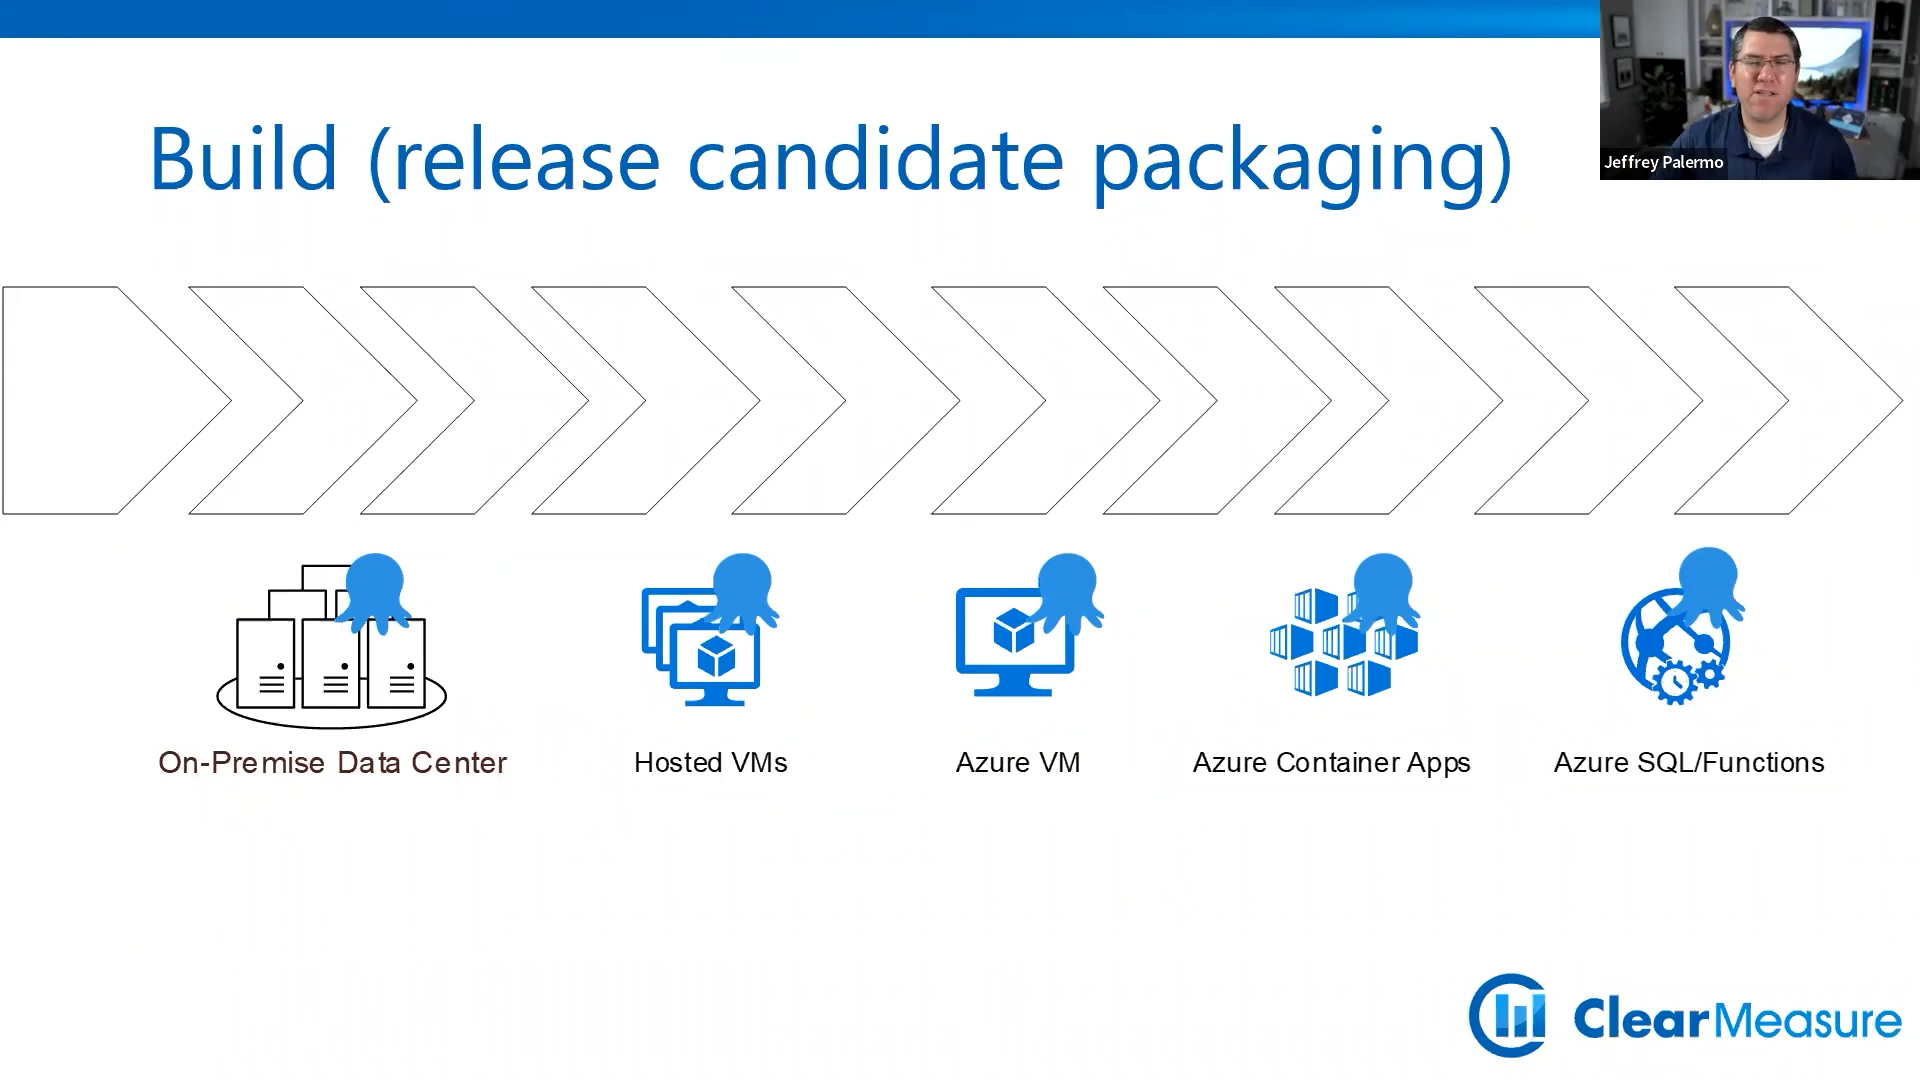 Build (release candidate packaging)
Jeffrey Palermo
On-Premise Data Center
Hosted VMs
Azure VM
Azure Container Apps
Azure SQL/Functions
ClearMeasure